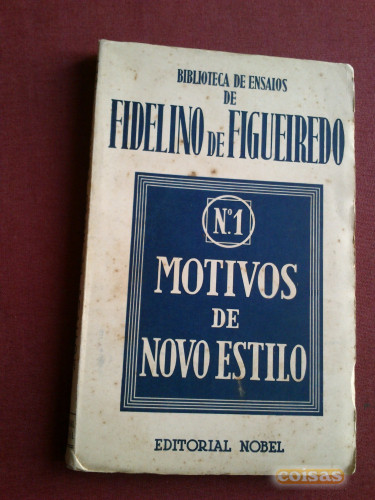 BIBLIOTECA DE ENSAIOS
DE
FIDELINO DE FIGUEIREDO
Nº1
MOTIVOS
DE
NOVO ESTILO
EDITORIAL NOBEL
coisas